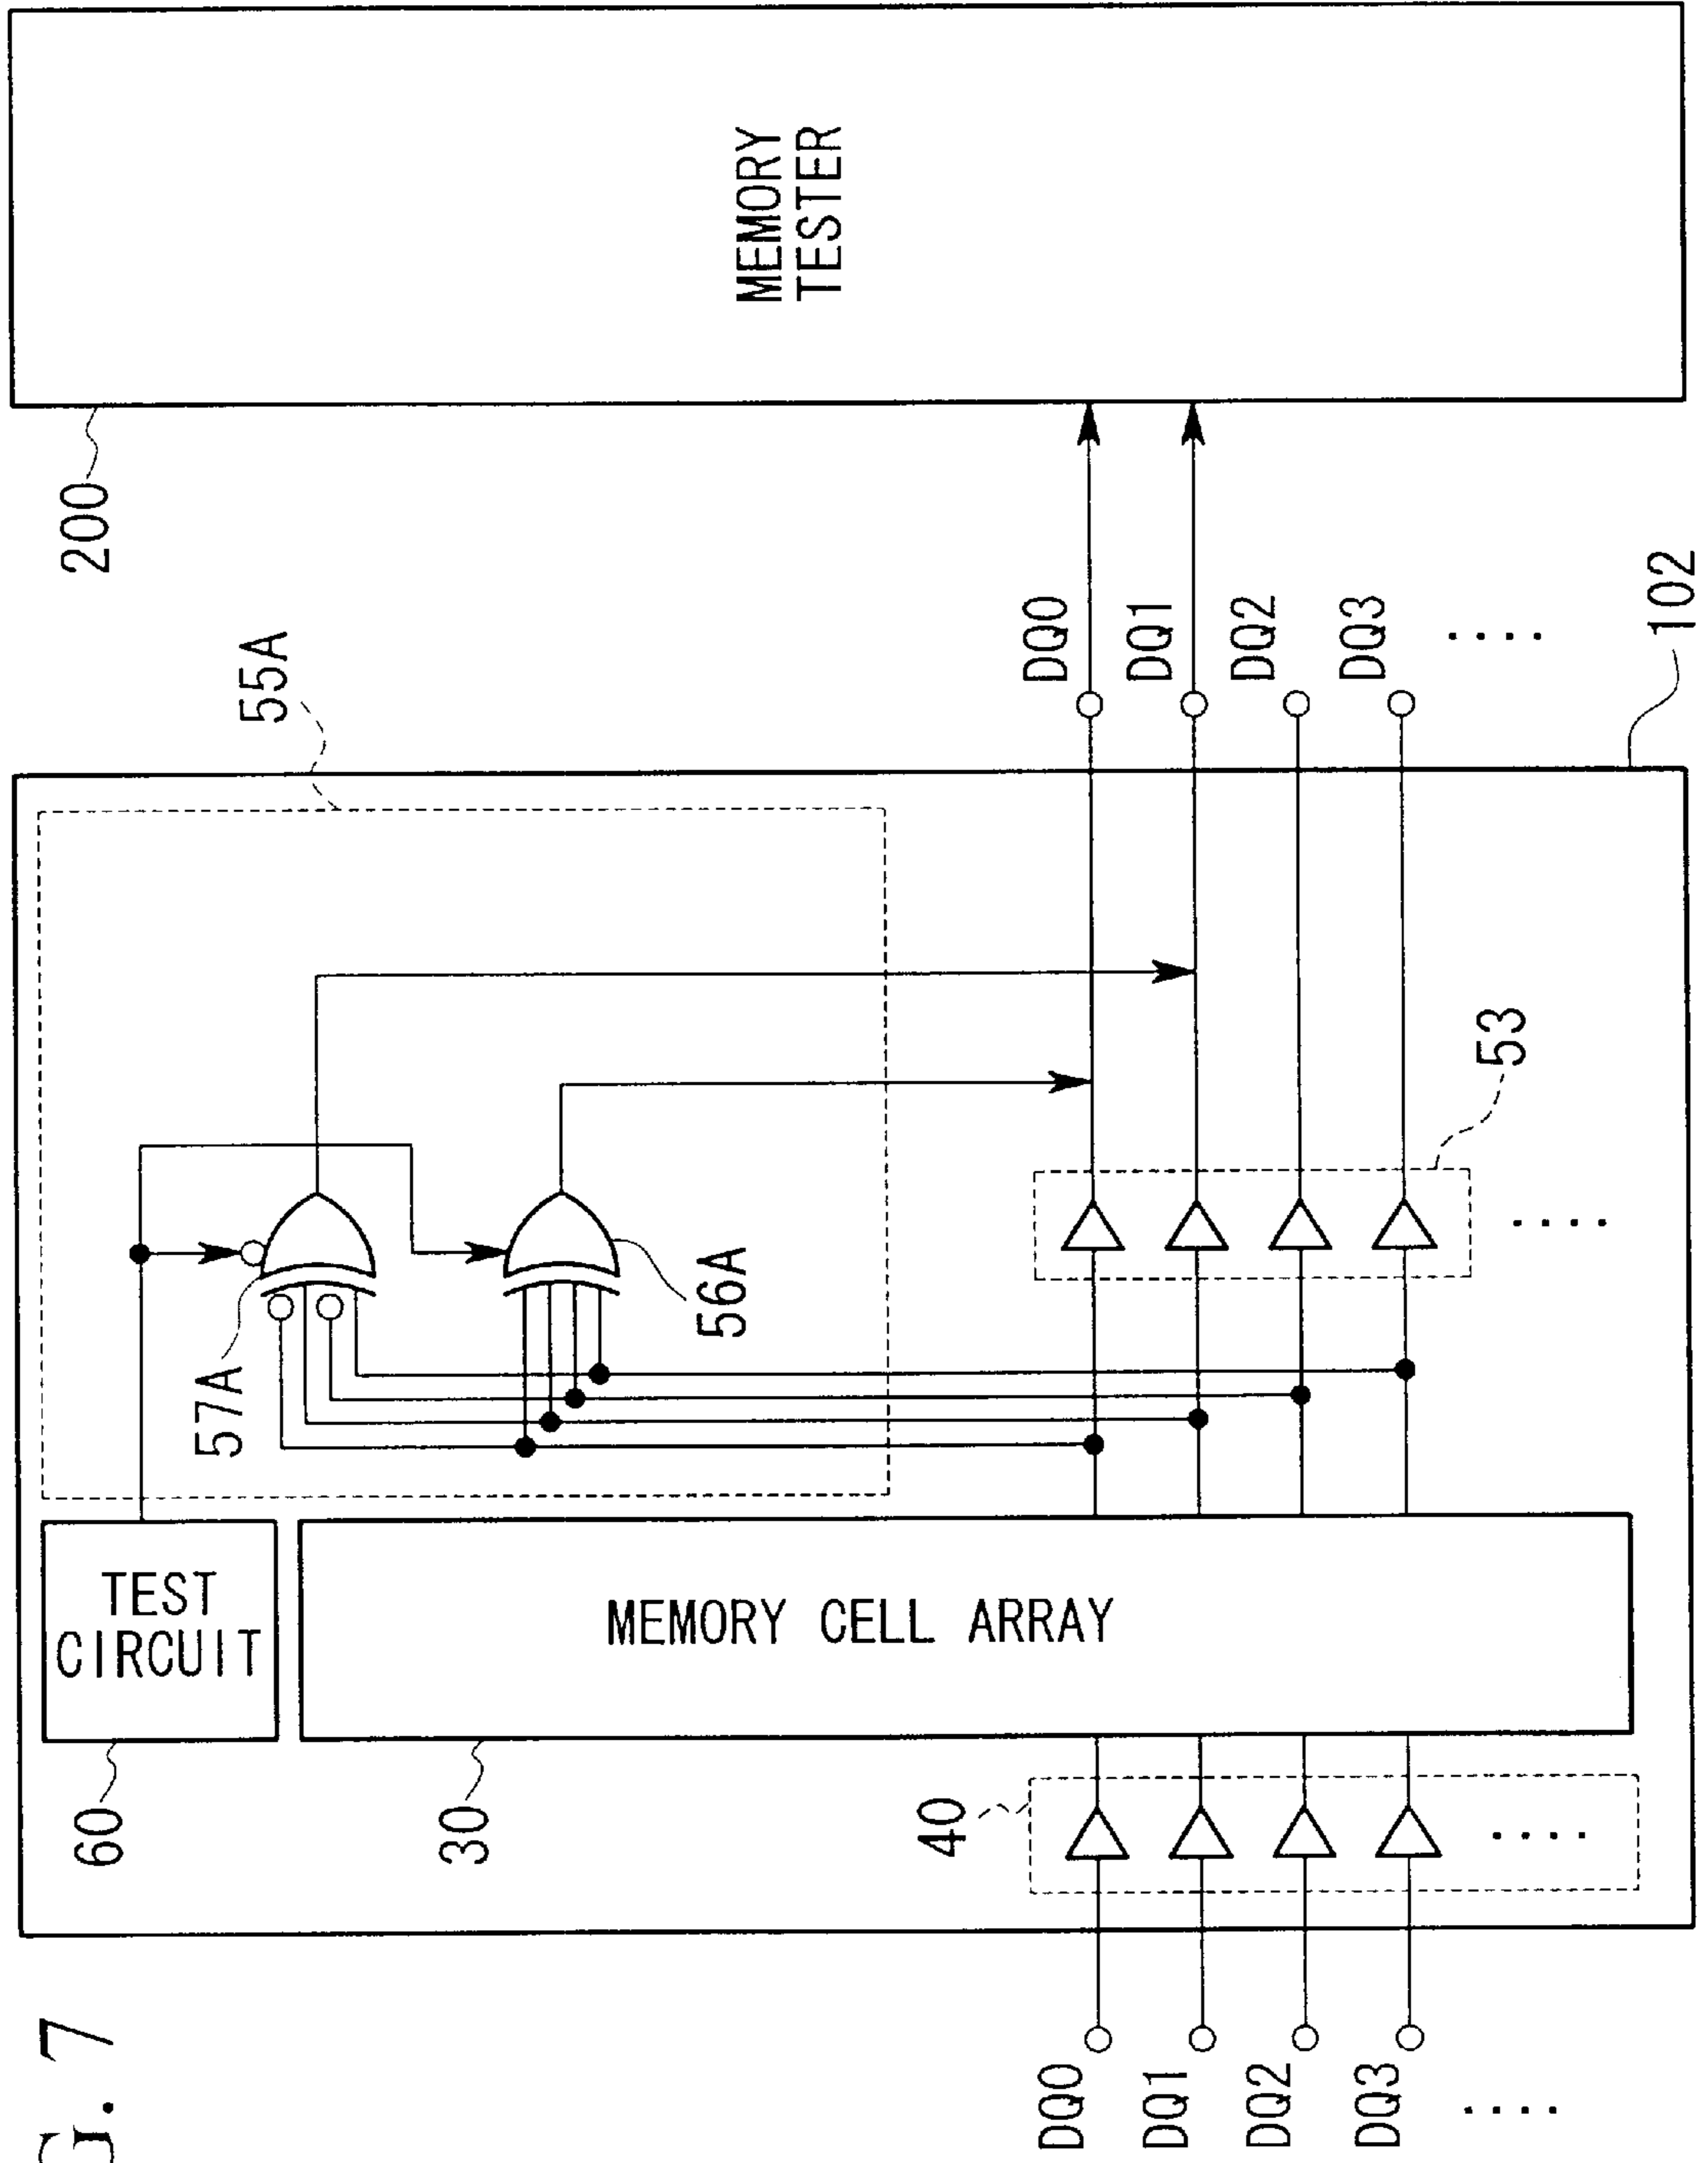 G. 7
60
TEST
CIRCUIT
57A
55A
200
MEMORY
TESTER
30
MEMORY CELL ARRAY
56A
40
53
102
DQ0
DQ1
DQ2
DQ3
....
....
....
DQ0
DQ1
DQ2
DQ3
....